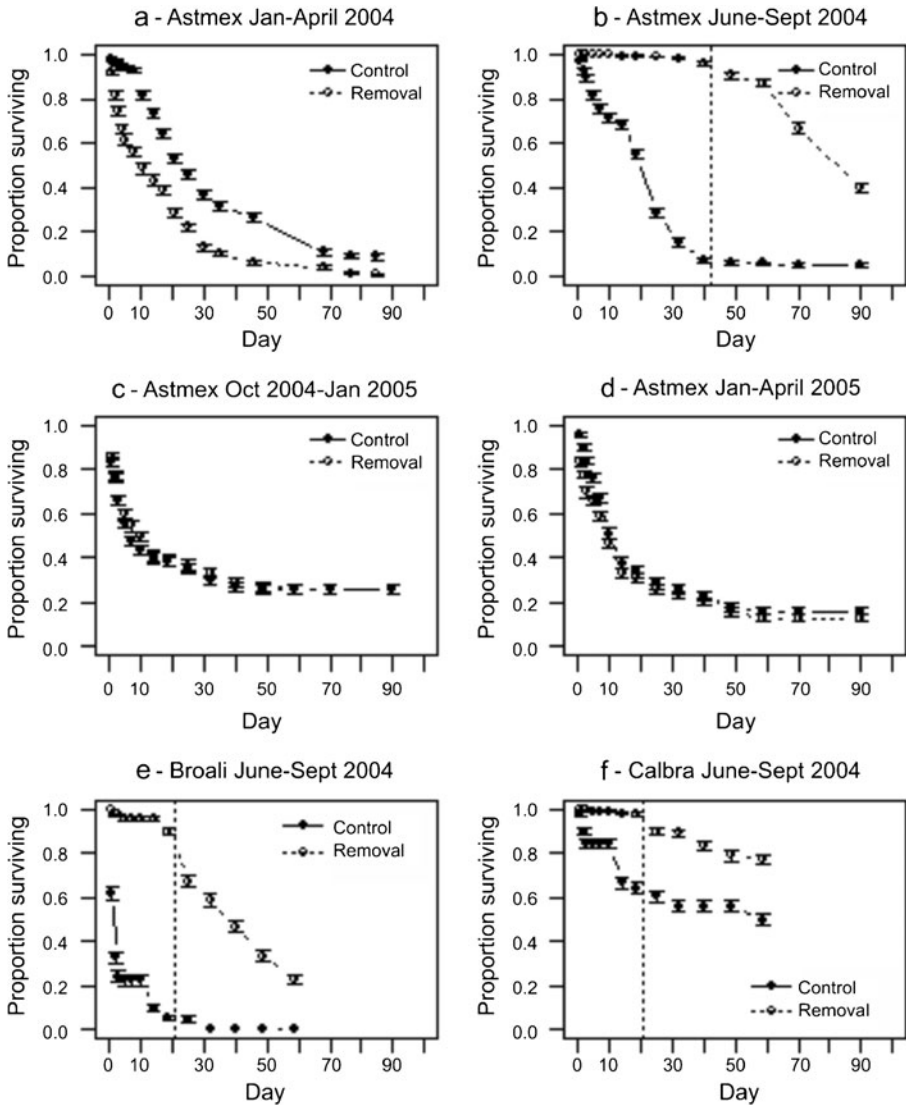 a - Astmex Jan-April 2004
Proportion surviving
1.0
0.8
0.6
0.4
0.2
0.0
Control
Removal
0 10 30 50 70 90
Day
b - Astmex June-Sept 2004
Proportion surviving
1.0
0.8
0.6
0.4
0.2
0.0
Control
Removal
0 10 30 50 70 90
Day
c - Astmex Oct 2004-Jan 2005
Proportion surviving
1.0
0.8
0.6
0.4
0.2
0.0
Control
Removal
0 10 30 50 70 90
Day
d - Astmex Jan-April 2005
Proportion surviving
1.0
0.8
0.6
0.4
0.2
0.0
Control
Removal
0 10 30 50 70 90
Day
e - Broali June-Sept 2004
Proportion surviving
1.0
0.8
0.6
0.4
0.2
0.0
Control
Removal
0 10 30 50 70 90
Day
f - Calbra June-Sept 2004
Proportion surviving
1.0
0.8
0.6
0.4
0.2
0.0
Control
Removal
0 10 30 50 70 90
Day